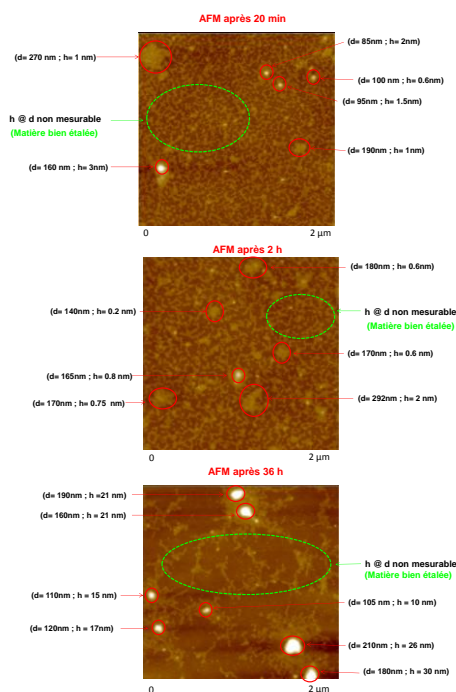 AFM après 20 min
(d= 85nm ; h= 2nm)
(d= 270 nm ; h= 1 nm)
(d= 100 nm ; h= 0.6nm)
(d= 95nm ; h= 1.5nm)
h @ d non mesurable
(Matière bien étalée)
(d= 190nm ; h= 1nm)
(d= 160 nm ; h= 3nm)
0
2 µm
AFM après 2 h
(d= 180nm ; h= 0.6nm)
(d= 140nm ; h= 0.2 nm)
h @ d non mesurable
(Matière bien étalée)
(d= 170nm ; h= 0.6 nm)
(d= 165nm ; h= 0.8 nm)
(d= 170nm ; h= 0.75 nm)
(d= 292nm ; h= 2 nm)
0
2 µm
AFM après 36 h
(d= 190nm ; h = 21 nm)
(d= 160nm ; h = 21 nm)
h @ d non mesurable
(Matière bien étalée)
(d= 110nm ; h = 15 nm)
(d= 105 nm ; h = 10 nm)
(d= 120nm ; h = 17nm)
(d= 210nm ; h = 26 nm)
(d= 180nm ; h = 30 nm)
0
2 µm